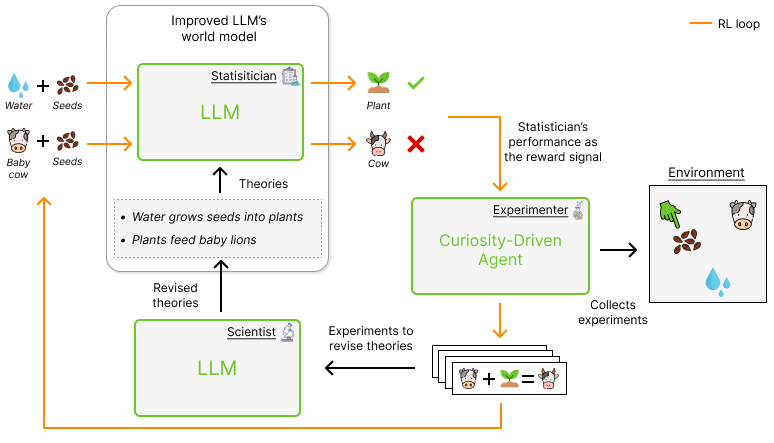 Improved LLM's
world model
RL loop
Statisitician
LLM
Water
+
Seeds
Plant
Baby
cow
+
Seeds
Cow
Statistician's
performance as
the reward signal
Theories
• Water grows seeds into plants
• Plants feed baby lions
Experimenter
Curiosity-Driven
Agent
Environment
Collects
experiments
Revised
theories
Scientist
LLM
Experiments to
revise theories
+ =